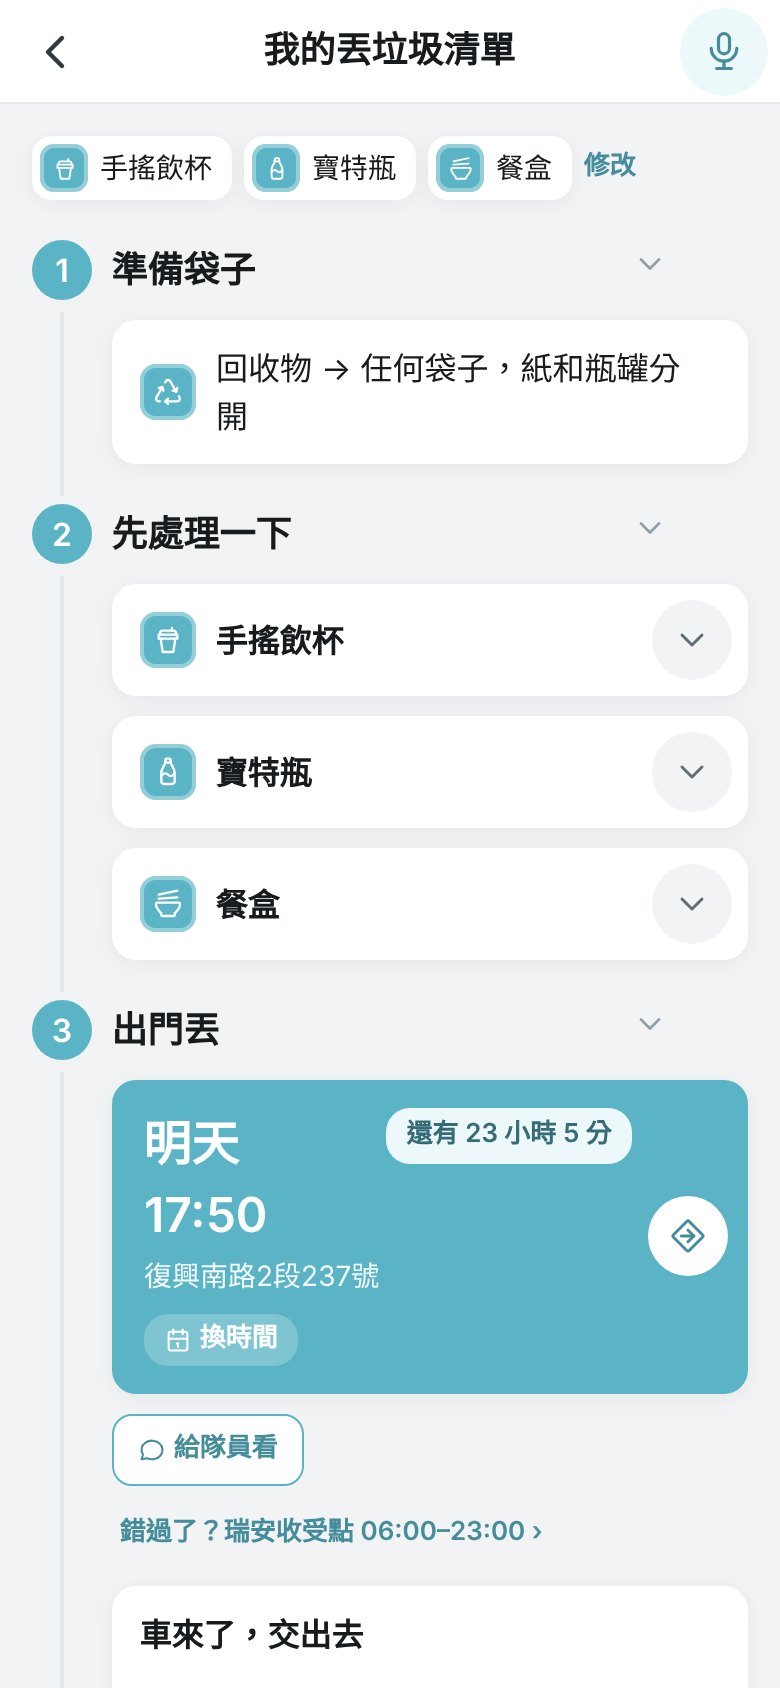 我的丟垃圾清單
手搖飲杯
寶特瓶
餐盒
修改
1
準備袋子
回收物 → 任何袋子，紙和瓶罐分
開
2
先處理一下
手搖飲杯
寶特瓶
餐盒
3
出門丟
明天
還有 23 小時 5 分
17:50
復興南路2段237號
換時間
給隊員看
錯過了？瑞安收受點 06:00–23:00 ›
車來了，交出去